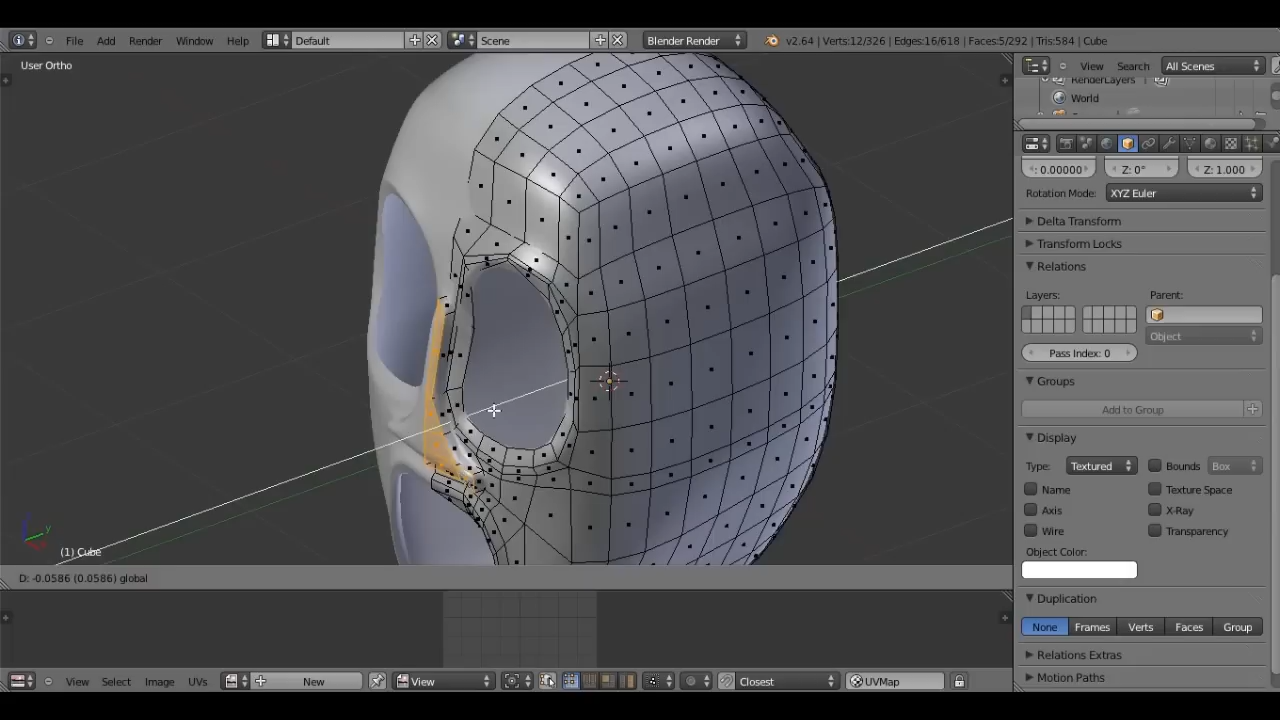 File Add Render Window Help Default Scene Blender Render v2.64 | Verts:12/326 | Edges:16/618 | Faces:5/292 | Tris:584 | Cube
User Ortho
View Search All Scenes
RenderLayers
World
: 0.00000 Z: 0° Z: 1.000
Rotation Mode: XYZ Euler
Delta Transform
Transform Locks
Relations
Layers: Parent:
Object
Pass Index: 0
Groups
Add to Group
Display
Type: Textured Bounds Box
Name Texture Space
Axis X-Ray
Wire Transparency
Object Color:
Duplication
None Frames Verts Faces Group
Relations Extras
Motion Paths
y
(1) Cube
D: -0.0586 (0.0586) global
View Select Image UVs New View Closest UVMap